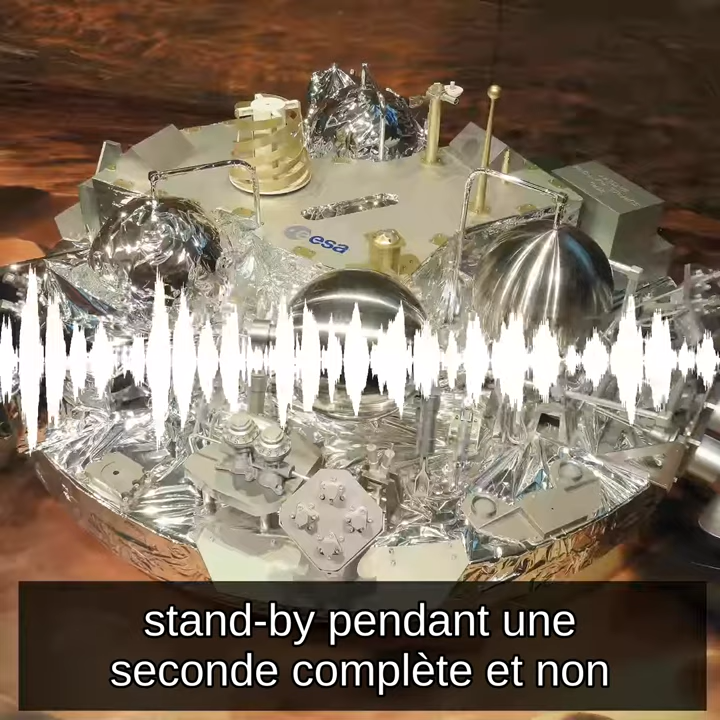 esa
stand-by pendant une
seconde complète et non